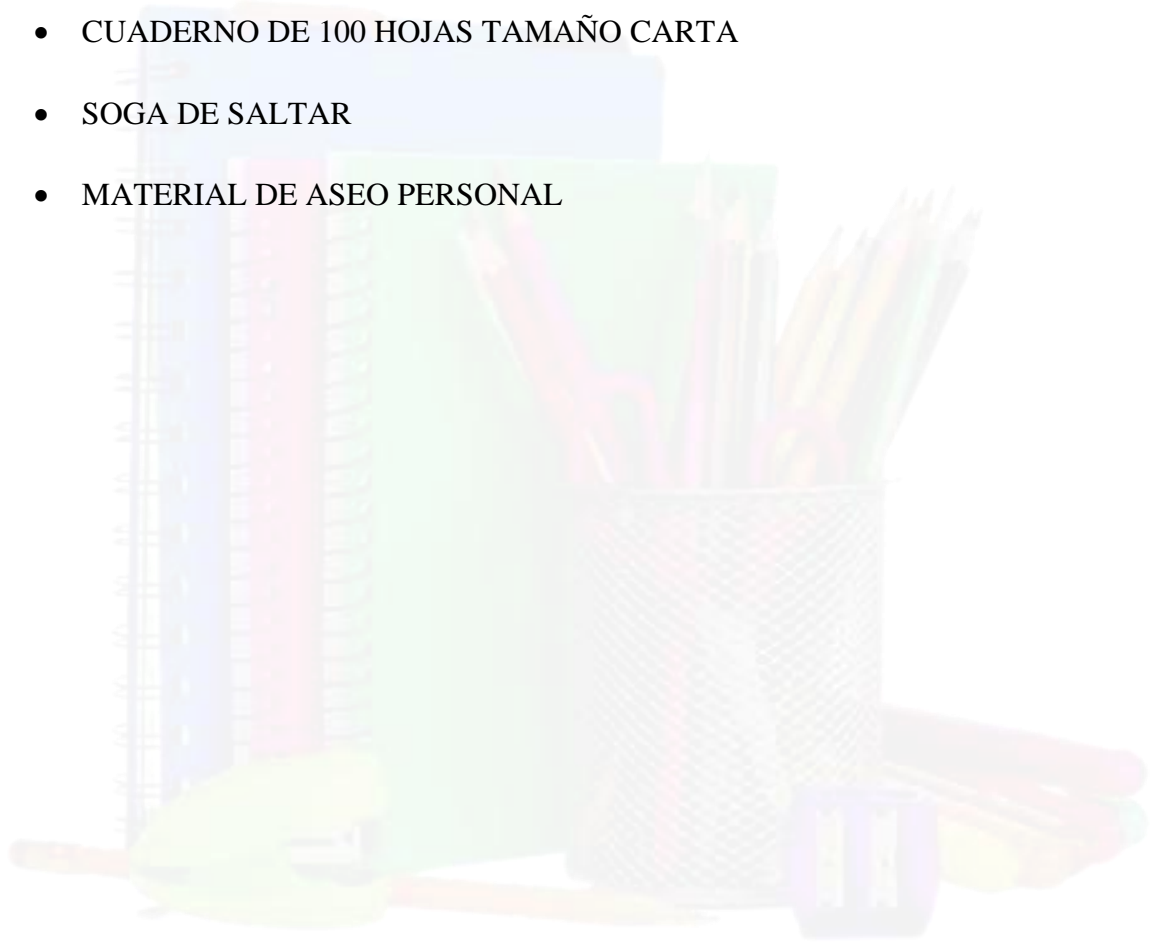 • CUADERNO DE 100 HOJAS TAMAÑO CARTA
• SOGA DE SALTAR
• MATERIAL DE ASEO PERSONAL